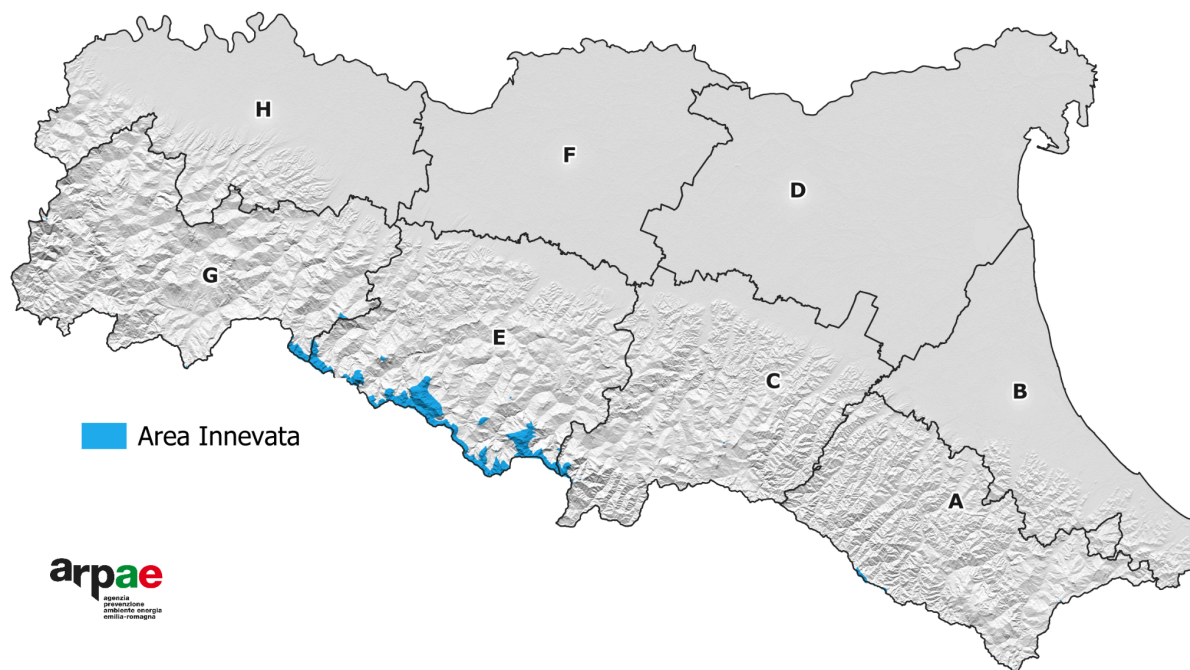 H
F
D
G
E
C
B
A
Area Innevata
arpae
agenzia
prevenzione
ambiente energia
emilia-romagna